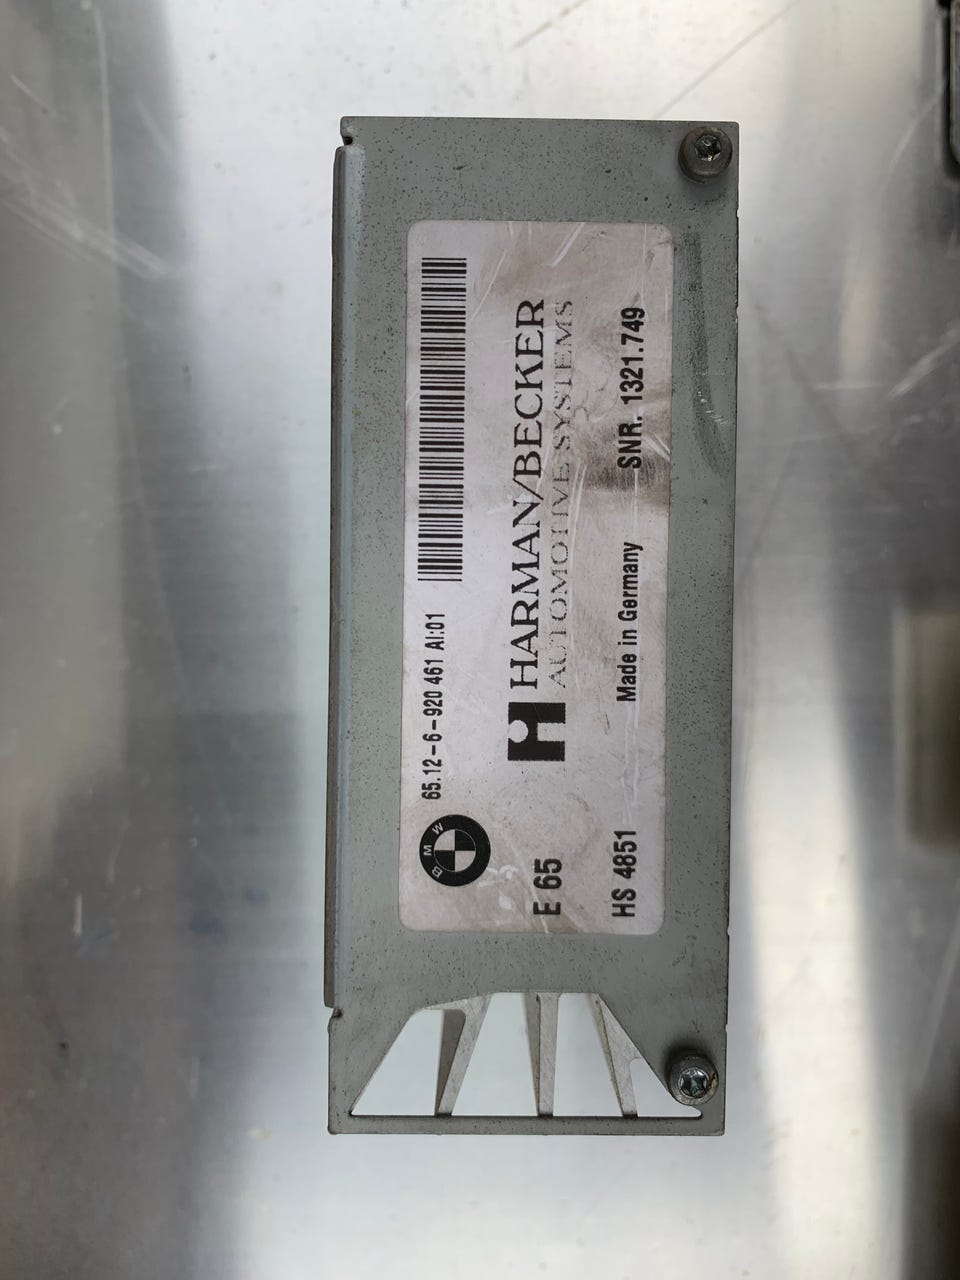 BMW
65.12-6-920 461 AI:01
E 65
HARMAN/BECKER
AUTOMOTIVE SYSTEMS
HS 4851
Made in Germany
SNR. 1321.749